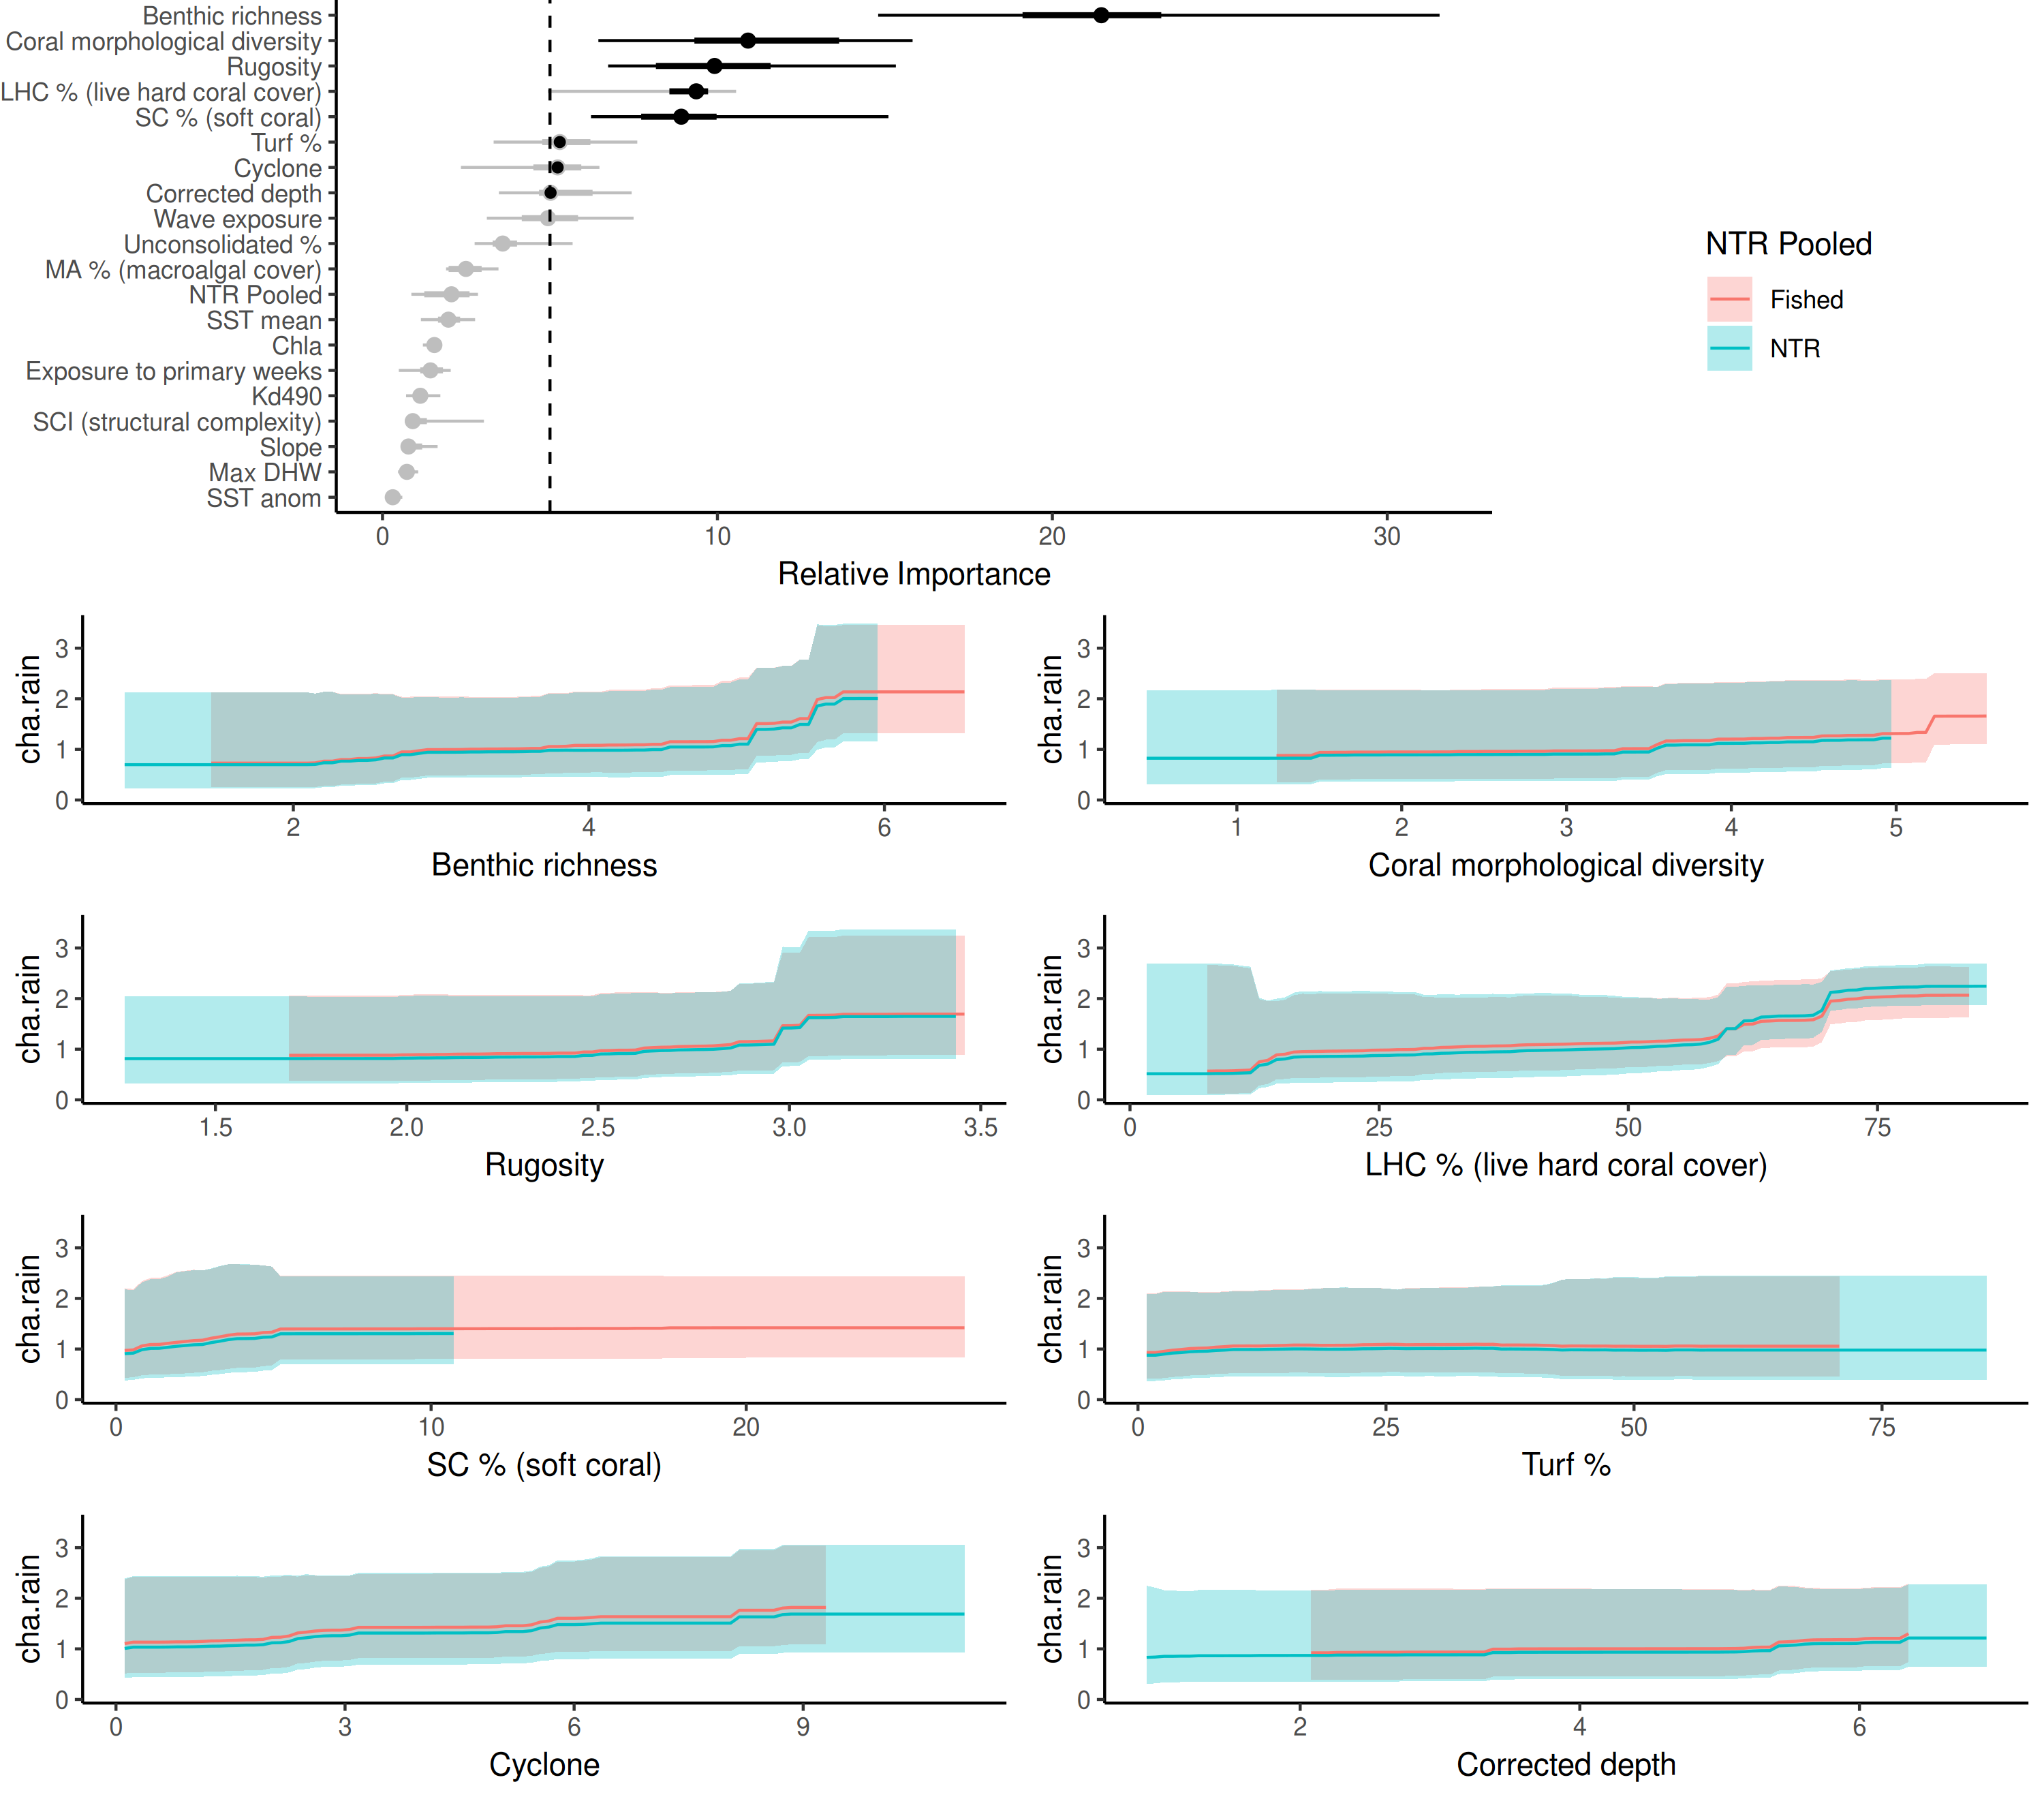 Benthic richness
Coral morphological diversity
Rugosity
LHC % (live hard coral cover)
SC % (soft coral)
Turf %
Cyclone
Corrected depth
Wave exposure
Unconsolidated %
MA % (macroalgal cover)
NTR Pooled
SST mean
Chla
Exposure to primary weeks
Kd490
SCI (structural complexity)
Slope
Max DHW
SST anom
0 10 20 30
Relative Importance
NTR Pooled
Fished
NTR
cha.rain
3
2
1
0
2 4 6
Benthic richness
cha.rain
3
2
1
0
1 2 3 4 5
Coral morphological diversity
cha.rain
3
2
1
0
1.5 2.0 2.5 3.0 3.5
Rugosity
cha.rain
3
2
1
0
0 25 50 75
LHC % (live hard coral cover)
cha.rain
3
2
1
0
0 10 20
SC % (soft coral)
cha.rain
3
2
1
0
0 25 50 75
Turf %
cha.rain
3
2
1
0
0 3 6 9
Cyclone
cha.rain
3
2
1
0
2 4 6
Corrected depth